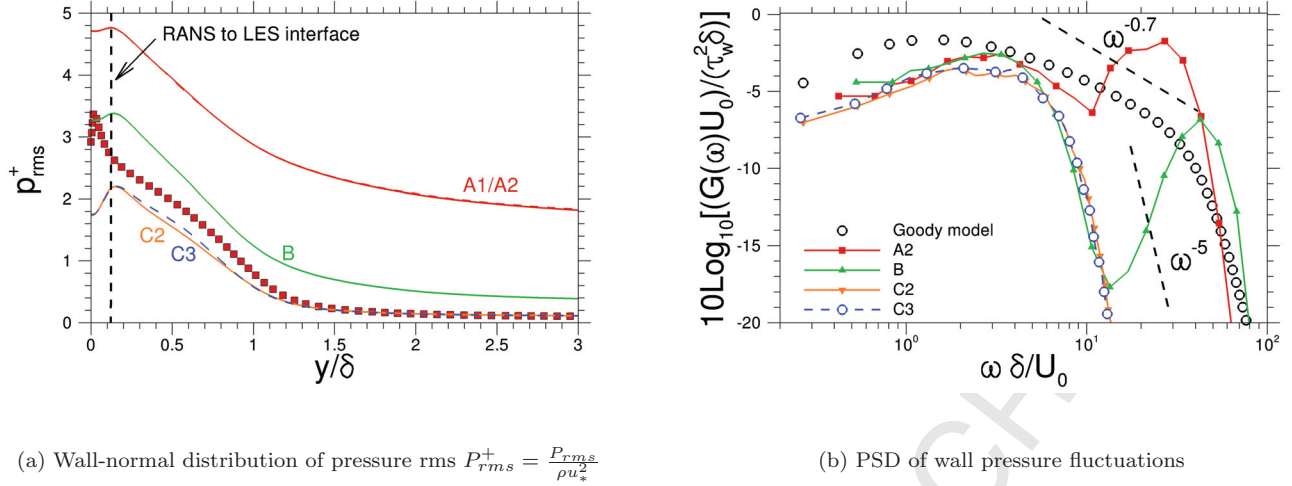 5
4
3
2
1
0
p⁺rms
RANS to LES interface
A1/A2
B
C2
C3
0
0.5
1
1.5
2
2.5
3
y/δ
0
-5
-10
-15
-20
10Log₁₀[(G(ω)U₀)/(τ²wδ)]
ω⁻⁰·⁷
ω⁻⁵
Goody model
A2
B
C2
C3
10⁰
10¹
10²
ω δ/U₀
(a) Wall-normal distribution of pressure rms P⁺rms = Prms/ρu²*
(b) PSD of wall pressure fluctuations
CH